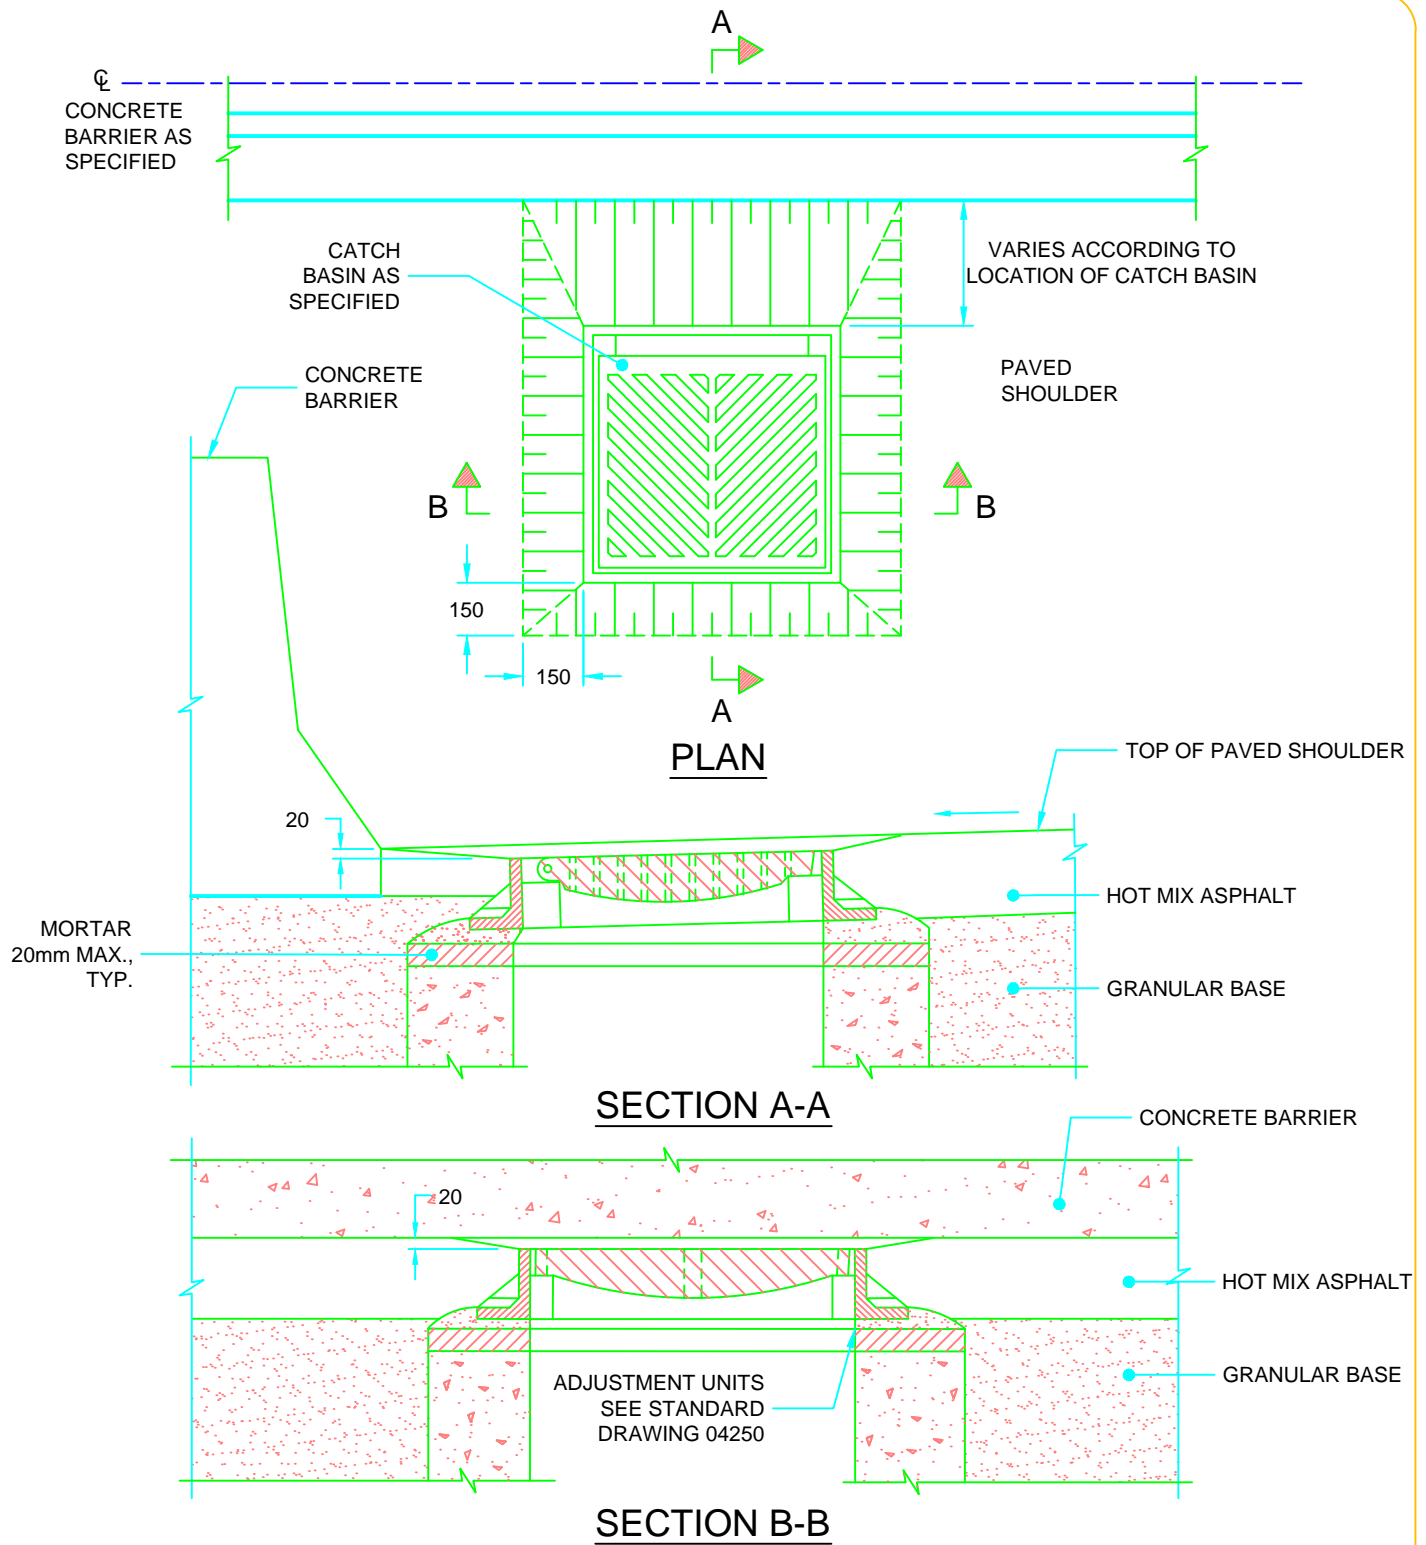 A
℄
CONCRETE
BARRIER AS
SPECIFIED
CATCH
BASIN AS
SPECIFIED
VARIES ACCORDING TO
LOCATION OF CATCH BASIN
CONCRETE
BARRIER
PAVED
SHOULDER
B
B
150
150
A
PLAN
TOP OF PAVED SHOULDER
20
HOT MIX ASPHALT
MORTAR
20mm MAX.,
TYP.
GRANULAR BASE
SECTION A-A
CONCRETE BARRIER
20
HOT MIX ASPHALT
ADJUSTMENT UNITS
SEE STANDARD
DRAWING 04250
GRANULAR BASE
SECTION B-B